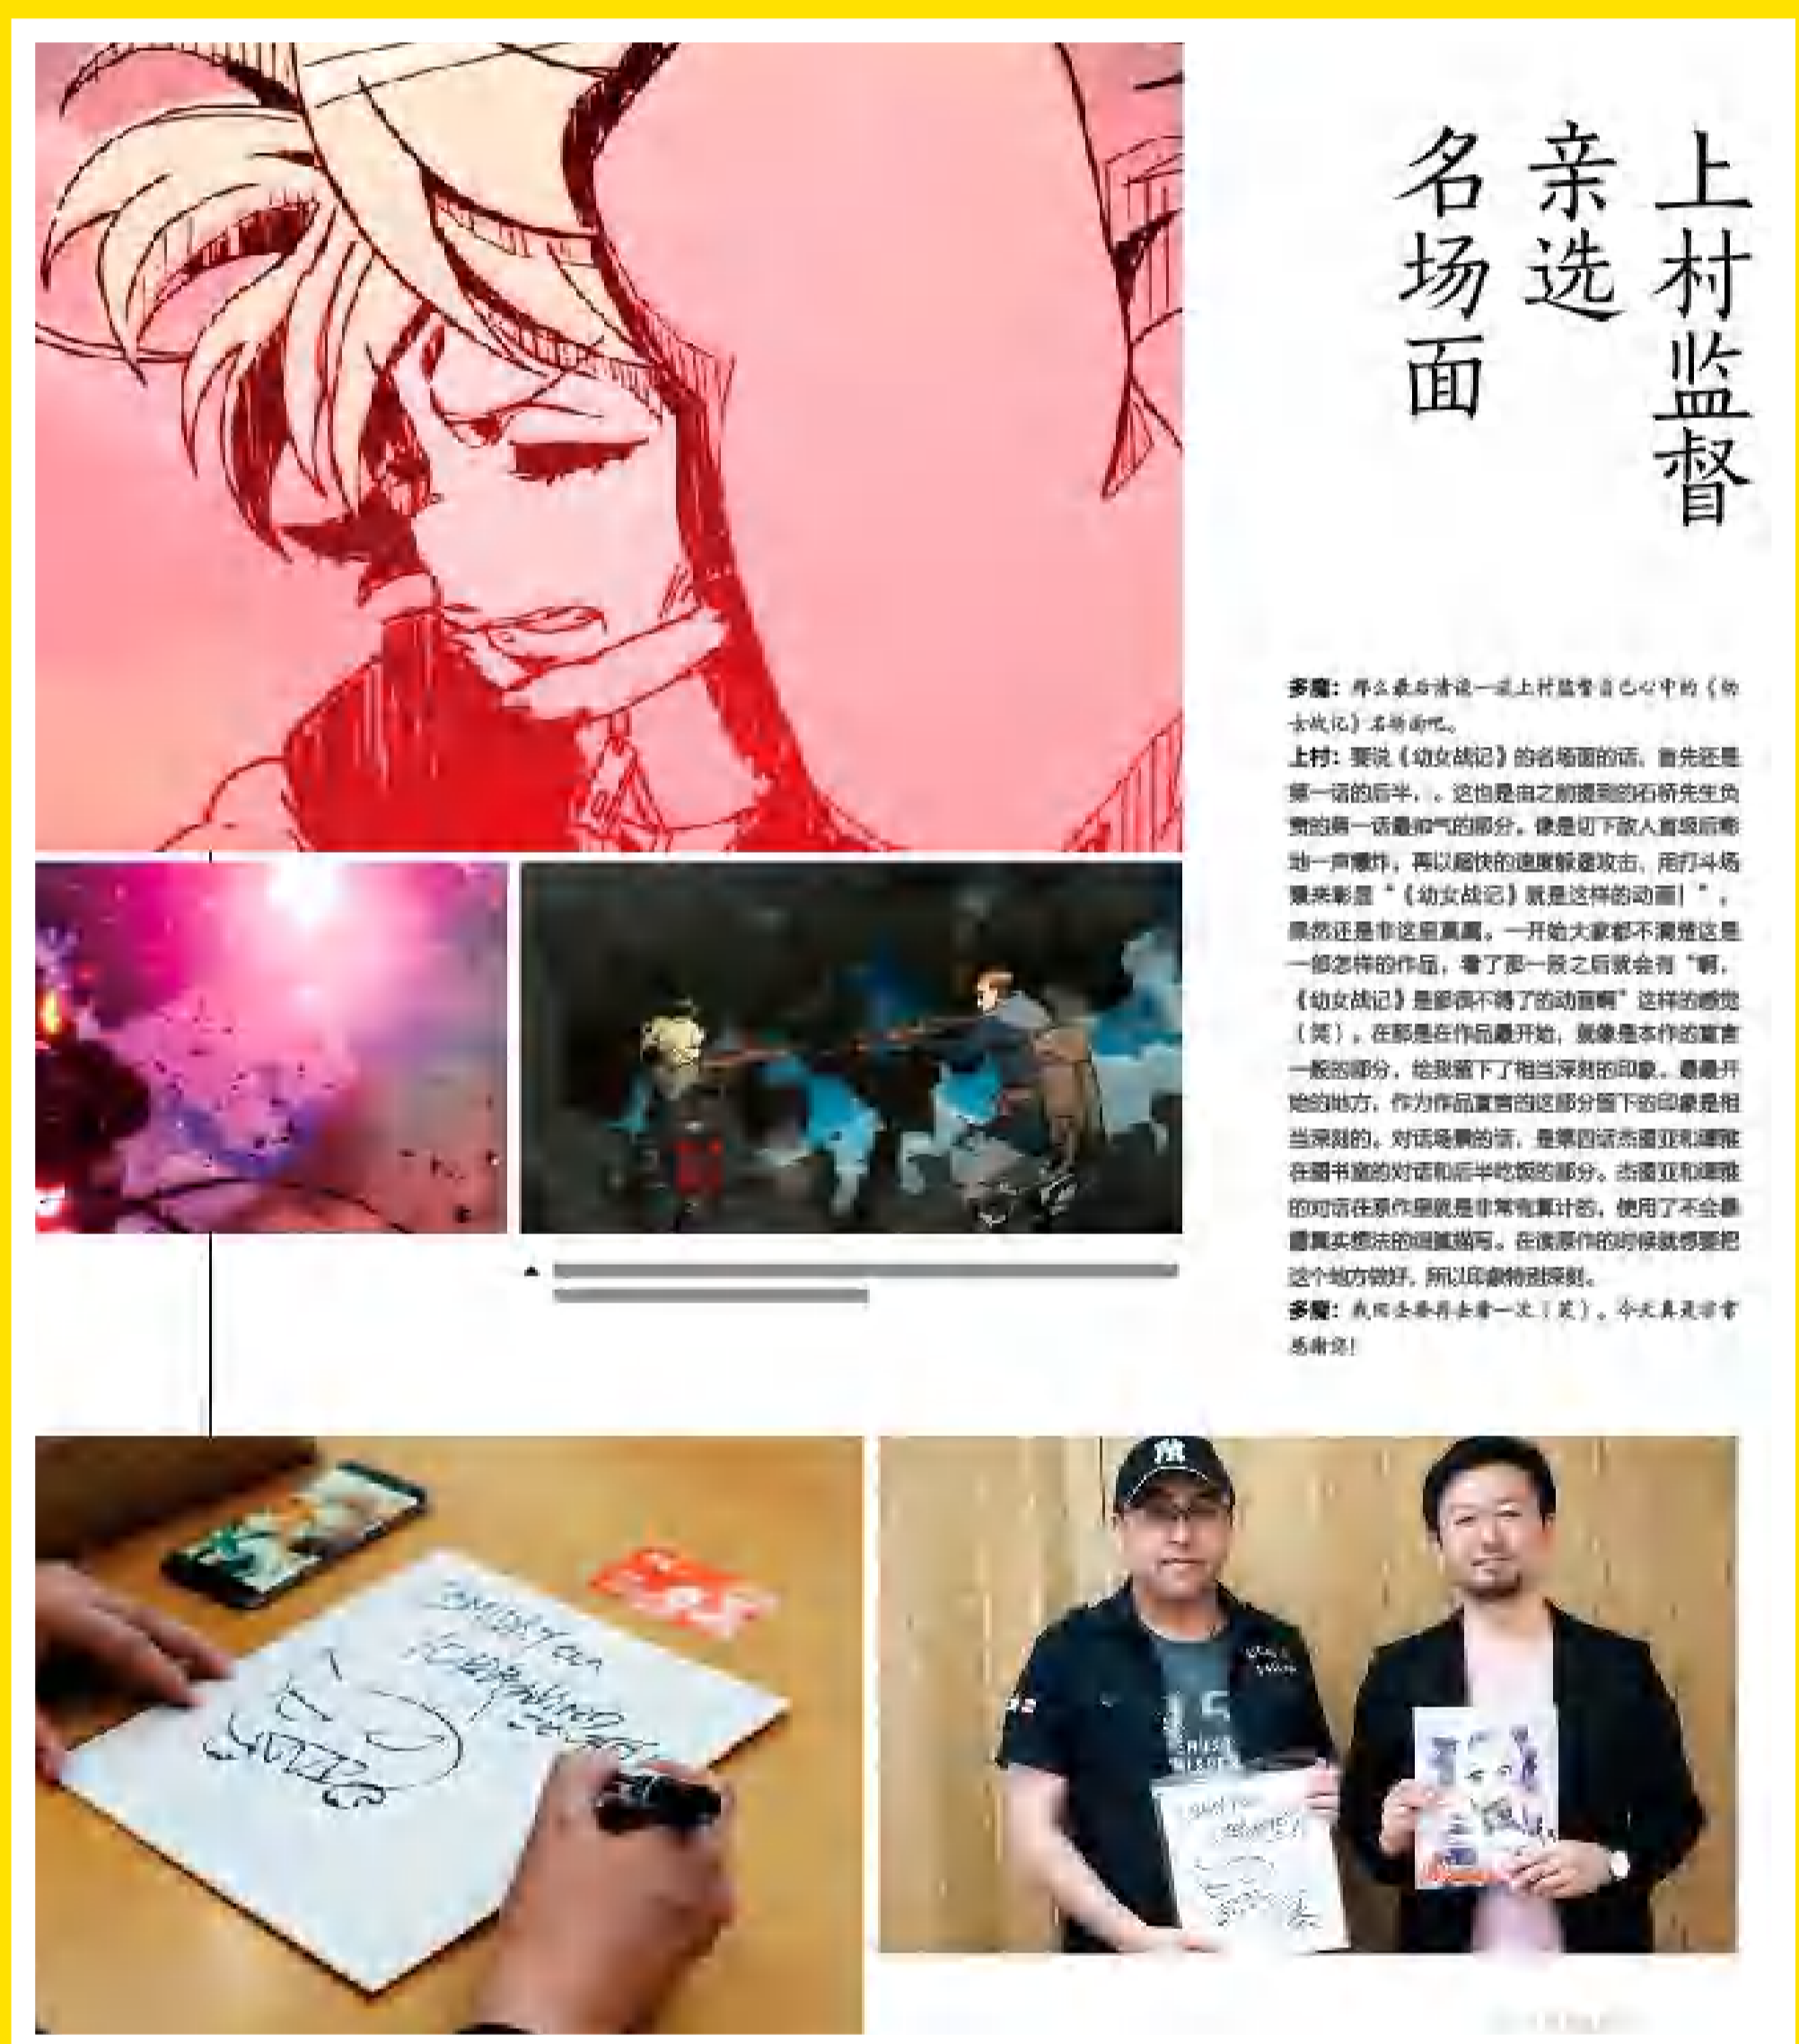 上村监督
亲选
名场面
多魔：那么最后请谈一谈上村监督自己心中的《幼
女战记》名场面吧。
上村：要说《幼女战记》的名场面的话，首先还是
第一话的后半，。这也是由之前提到的石桥先生负
责的第一话最帅气的部分。像是切下敌人首级后嘭
地一声爆炸，再以超快的速度躲避攻击，用打斗场
景来彰显“《幼女战记》就是这样的动画！”，
果然还是非这里莫属。一开始大家都不清楚这是
一部怎样的作品，看了那一段之后就会有“啊，
《幼女战记》是部很不得了的动画啊”这样的感觉
（笑）。在那是在作品最开始，就像是本作的宣言
一般的部分，给我留下了相当深刻的印象。最最开
始的地方，作为作品宣言的这部分留下的印象是相
当深刻的。对话场景的话，是第四话杰图亚和谭雅
在图书室的对话和后半吃饭的部分。杰图亚和谭雅
的对话在原作里就是非常有算计的，使用了不会暴
露真实想法的细腻描写。在读原作的时候就想要把
这个地方做好，所以印象特别深刻。
多魔：我回去要再去看一次（笑）。今天真是非常
感谢您！